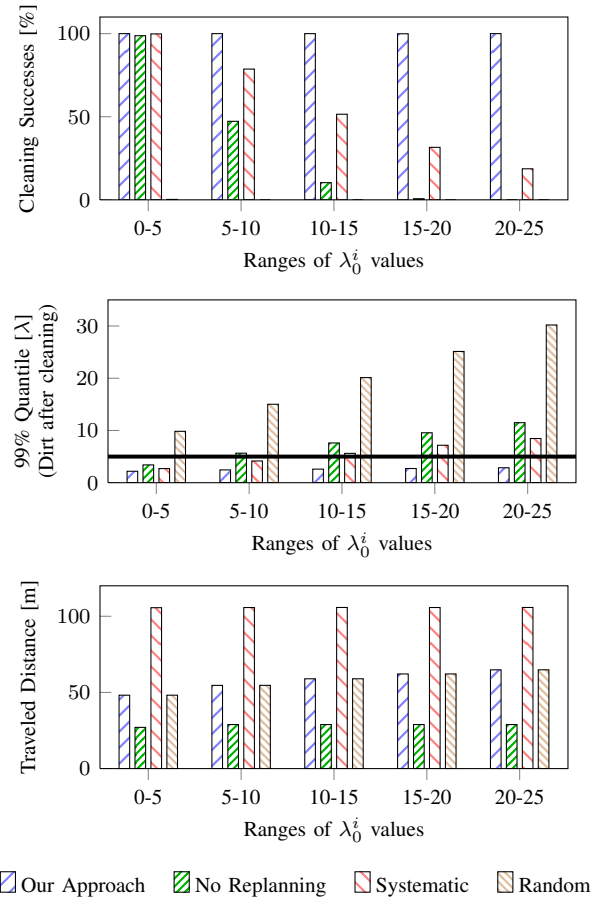 Cleaning Successes [%]
100
50
0
0-5 5-10 10-15 15-20 20-25
Ranges of λ₀ⁱ values
99% Quantile [λ]
(Dirt after cleaning)
30
20
10
0
0-5 5-10 10-15 15-20 20-25
Ranges of λ₀ⁱ values
Traveled Distance [m]
100
50
0
0-5 5-10 10-15 15-20 20-25
Ranges of λ₀ⁱ values
Our Approach No Replanning Systematic Random